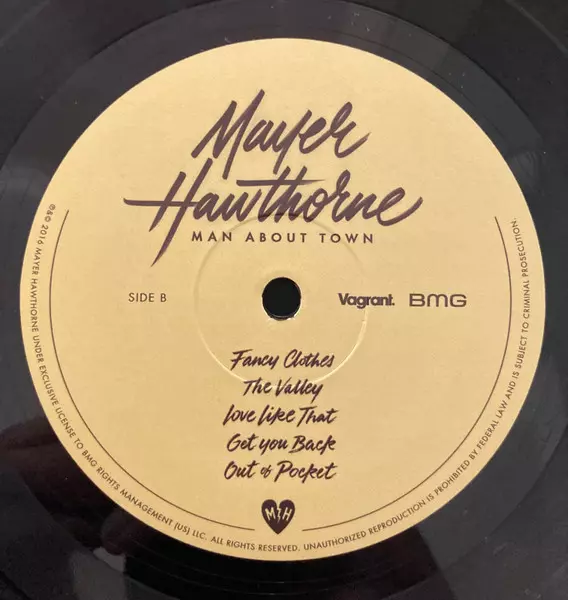 Mayer
Hawthorne
MAN ABOUT TOWN
SIDE B
Vagrant. BMG
Fancy Clothes
The Valley
Love Like That
Get you Back
Out of Pocket
M H
℗&© 2016 MAYER HAWTHORNE UNDER EXCLUSIVE LICENSE TO BMG RIGHTS MANAGEMENT (US) LLC. ALL RIGHTS RESERVED. UNAUTHORIZED REPRODUCTION IS PROHIBITED BY FEDERAL LAW AND IS SUBJECT TO CRIMINAL PROSECUTION.